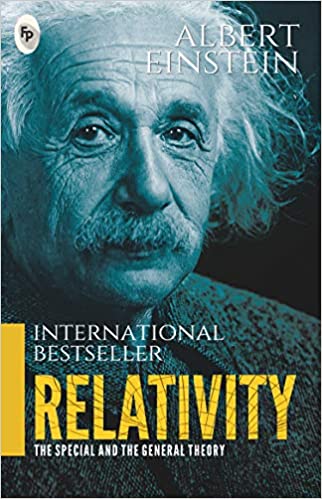 FP
ALBERT
EINSTEIN
INTERNATIONAL
BESTSELLER
RELATIVITY
THE SPECIAL AND THE GENERAL THEORY